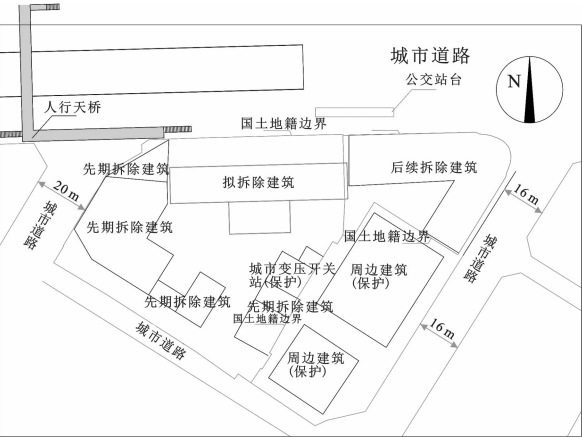 城市道路
公交站台
N
人行天桥
国土地籍边界
先期拆除建筑
拟拆除建筑
后续拆除建筑
20 m
16 m
城市道路
先期拆除建筑
国土地籍边界
城市道路
城市变压开关
站(保护)
周边建筑
(保护)
先期拆除建筑
先期拆除建筑
国土地籍边界
16 m
城市道路
周边建筑
(保护)